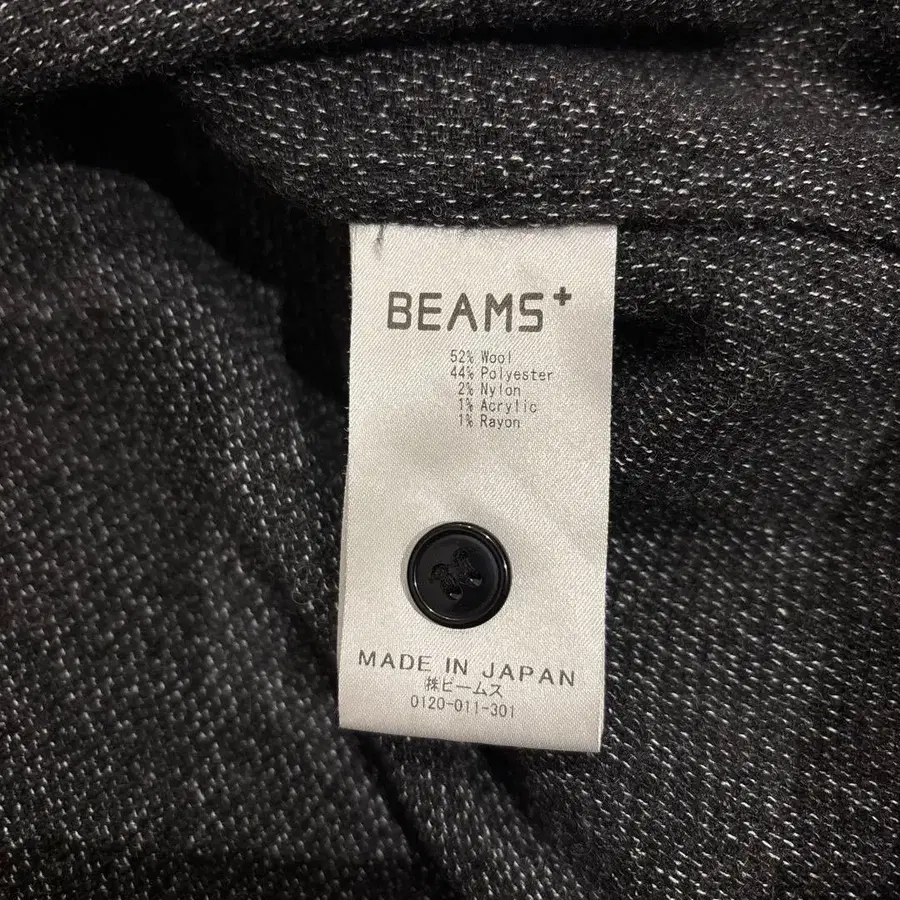 BEAMS+
52% Wool
44% Polyester
2% Nylon
1% Acrylic
1% Rayon
MADE IN JAPAN
㈱ビームス
0120-011-301